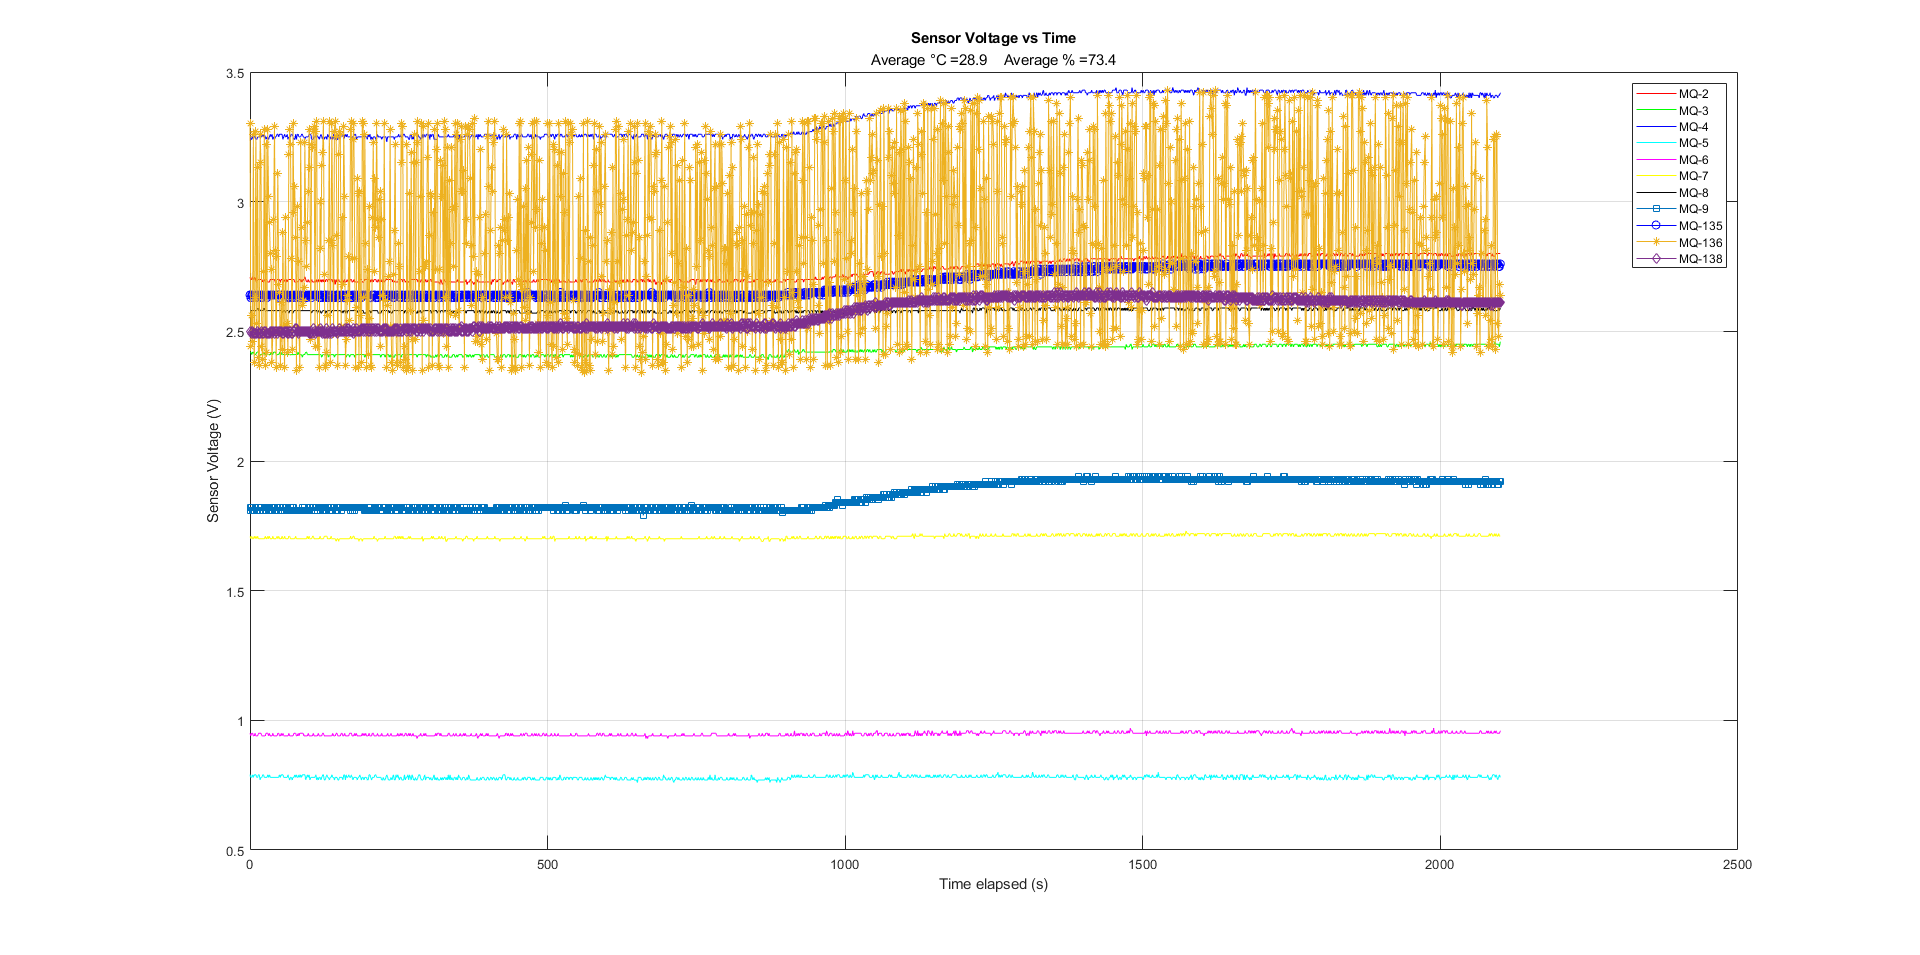 Sensor Voltage vs Time
Average °C =28.9    Average % =73.4
3.5
3
2.5
2
1.5
1
0.5
Sensor Voltage (V)
0
500
1000
1500
2000
2500
Time elapsed (s)
MQ-2
MQ-3
MQ-4
MQ-5
MQ-6
MQ-7
MQ-8
MQ-9
MQ-135
MQ-136
MQ-138